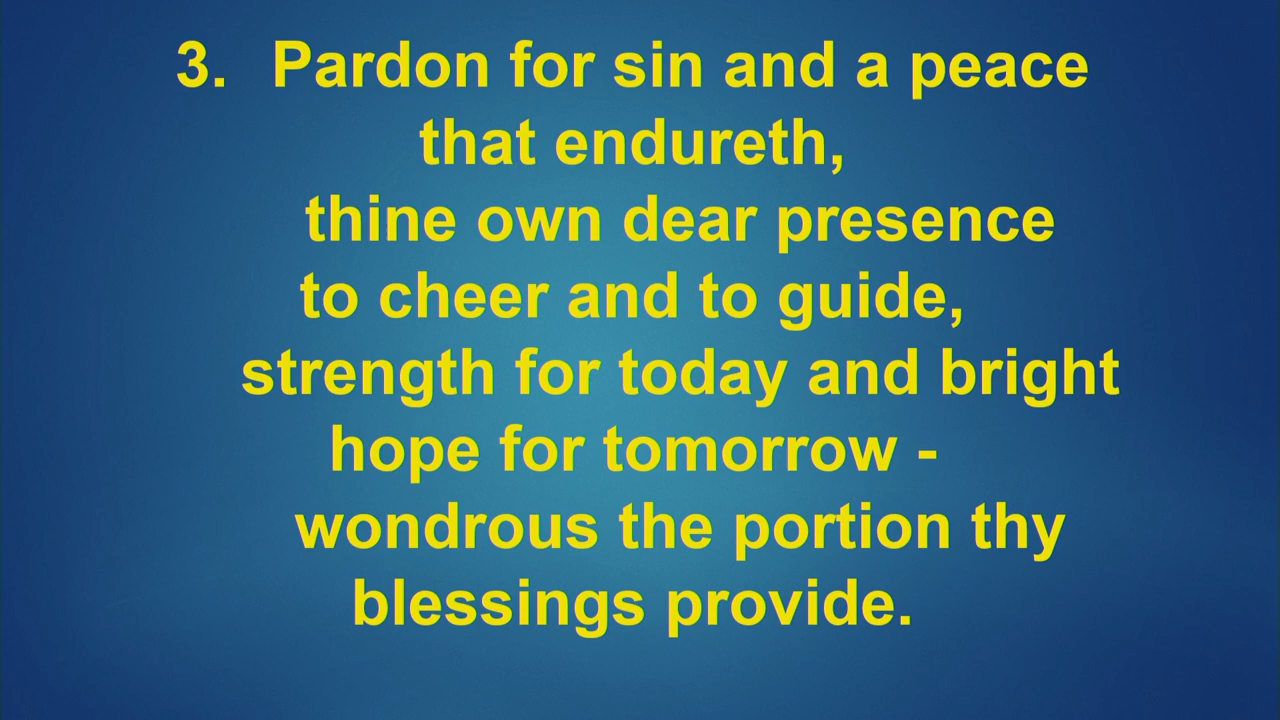 3. Pardon for sin and a peace
that endureth,
thine own dear presence
to cheer and to guide,
strength for today and bright
hope for tomorrow -
wondrous the portion thy
blessings provide.